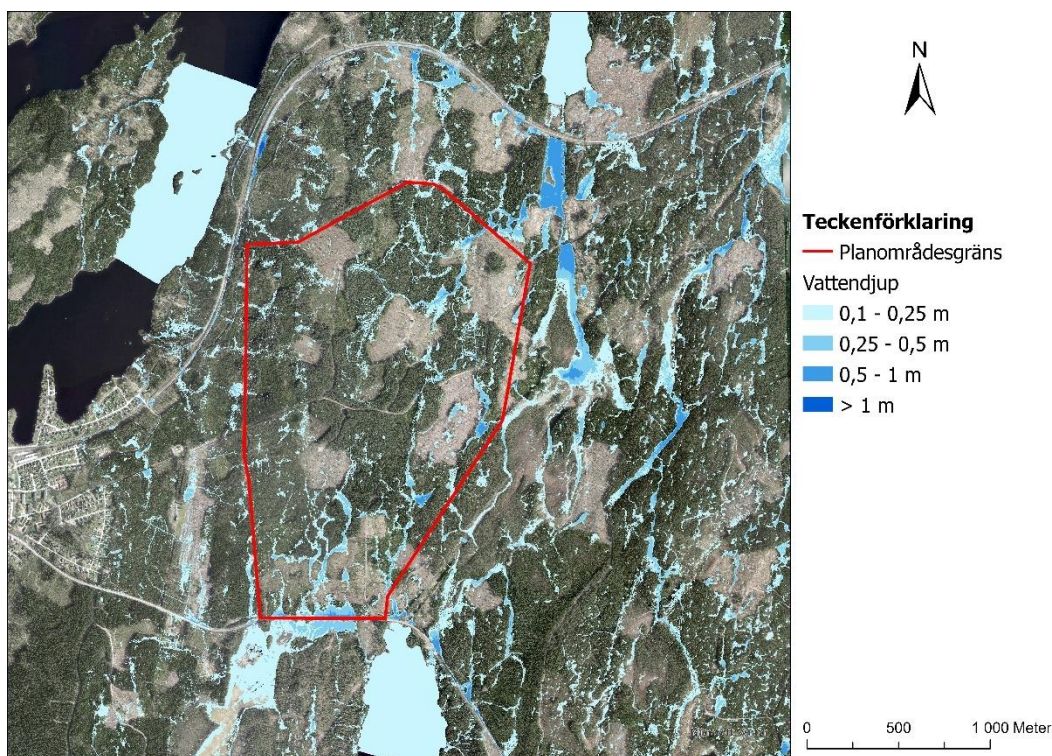 N
Teckenförklaring
Planområdesgräns
Vattendjup
0,1 - 0,25 m
0,25 - 0,5 m
0,5 - 1 m
> 1 m
0 500 1 000 Meter